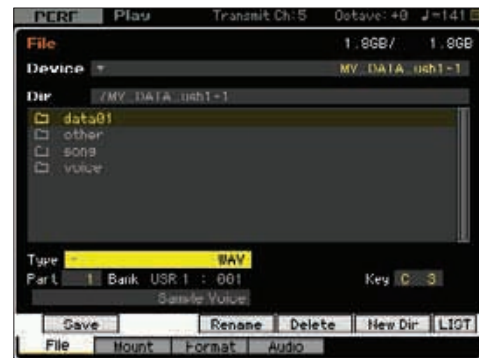 PERF Play Transmit Ch:5 Octave:+0 J=141
File 1.8GB/ 1.8GB
Device MY_DATA_usb1-1
Dir /MY_DATA_usb1-1
data01
other
song
voice
Type WAV
Part 1 Bank USR 1 : 001 Key C 3
Sample Voice
Save Rename Delete New Dir LIST
File Mount Format Audio